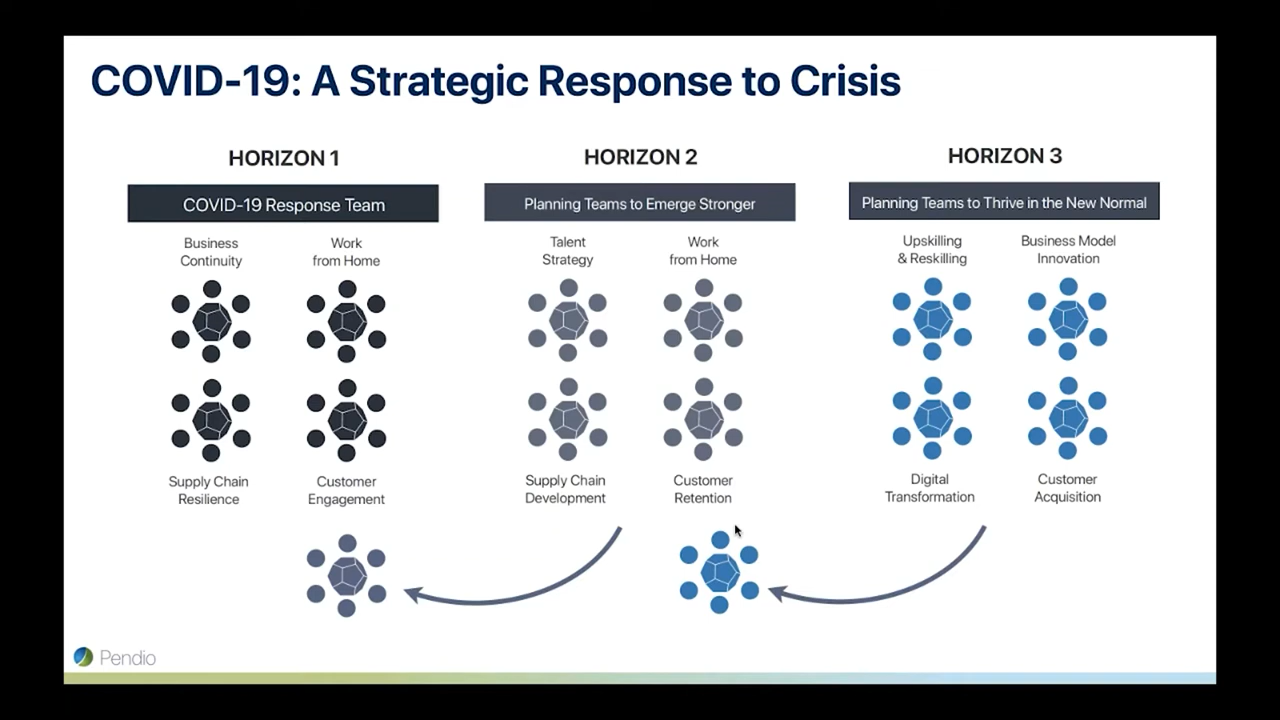 COVID-19: A Strategic Response to Crisis
HORIZON 1
COVID-19 Response Team
Business
Continuity
Work
from Home
Supply Chain
Resilience
Customer
Engagement
HORIZON 2
Planning Teams to Emerge Stronger
Talent
Strategy
Work
from Home
Supply Chain
Development
Customer
Retention
HORIZON 3
Planning Teams to Thrive in the New Normal
Upskilling
& Reskilling
Business Model
Innovation
Digital
Transformation
Customer
Acquisition
Pendio